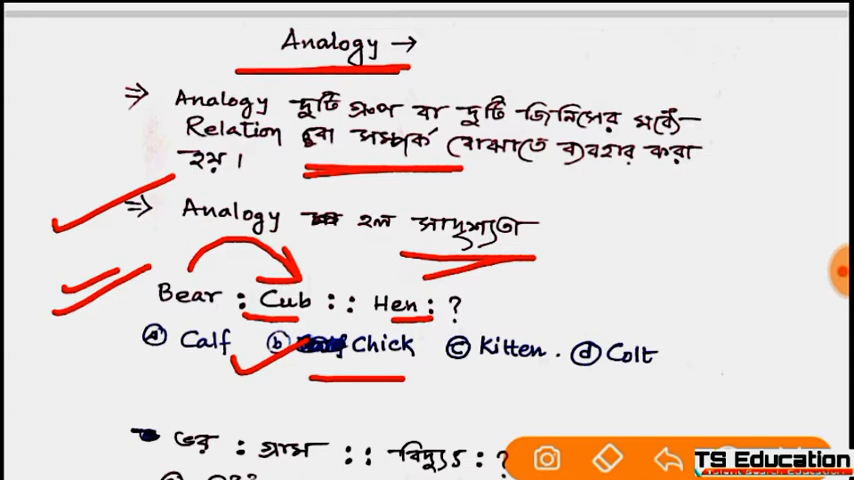 Analogy →
⇒ Analogy দুটি গ্রুপ বা দুটি জিনিসের মধ্যে
Relation বা সম্পর্ক বোঝাতে ব্যবহার করা
হয়।
⇒ Analogy হল সাদৃশ্যতা
Bear : Cub : : Hen : ?
ⓐ Calf ⓑ Chick ⓒ Kitten . ⓓ Colt
ভর : গ্রাম : : বিদ্যুৎ : ?
TS Education